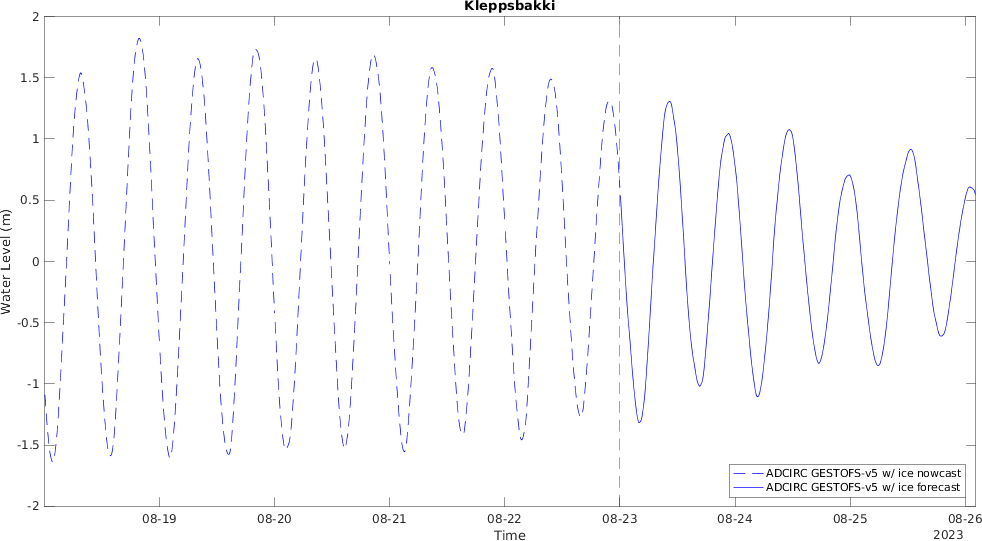 Kleppsbakki
Water Level (m)
2
1.5
1
0.5
0
-0.5
-1
-1.5
-2
ADCIRC GESTOFS-v5 w/ ice nowcast
ADCIRC GESTOFS-v5 w/ ice forecast
08-19 08-20 08-21 08-22 08-23 08-24 08-25 08-26
Time 2023